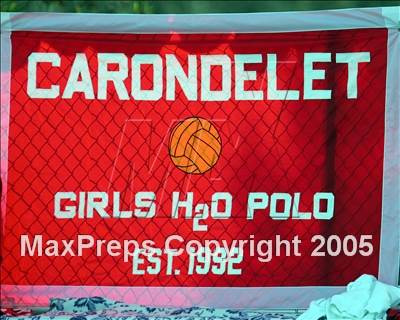 CARONDELET
GIRLS H2O POLO
MaxPreps Copyright 2005
EST. 1992